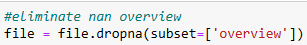 #eliminate nan overview
file = file.dropna(subset=['overview'])